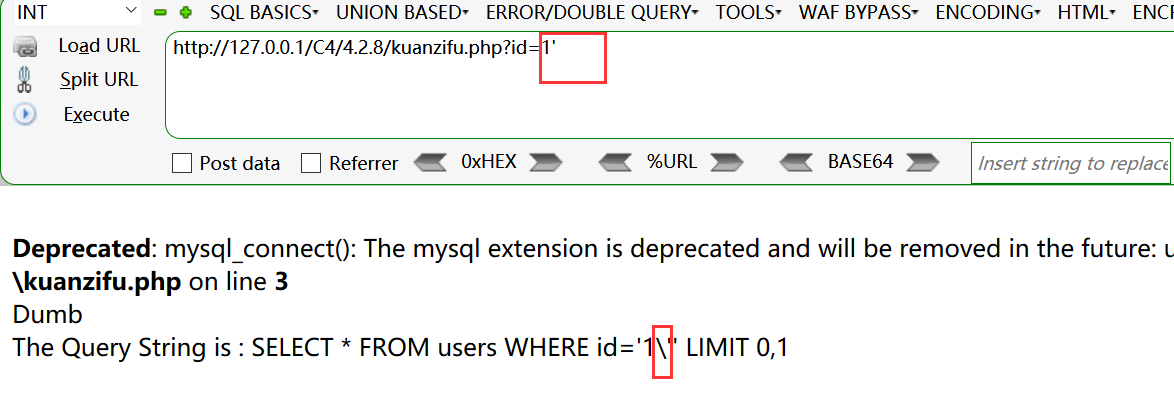 INT SQL BASICS▾ UNION BASED▾ ERROR/DOUBLE QUERY▾ TOOLS▾ WAF BYPASS▾ ENCODING▾ HTML▾ ENCR
Load URL
http://127.0.0.1/C4/4.2.8/kuanzifu.php?id=1'
Split URL
Execute
Post data Referrer 0xHEX %URL BASE64 Insert string to replace
Deprecated: mysql_connect(): The mysql extension is deprecated and will be removed in the future: u
\kuanzifu.php on line 3
Dumb
The Query String is : SELECT * FROM users WHERE id='1\'' LIMIT 0,1